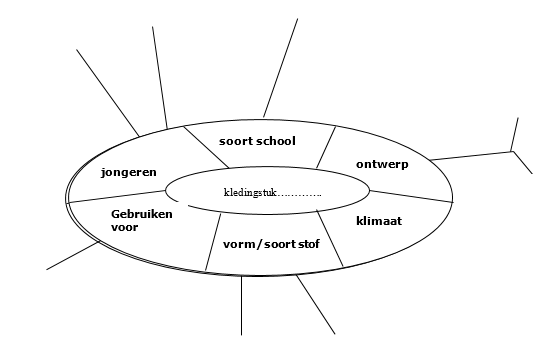 soort school
jongeren
ontwerp
kledingstuk.............
Gebruiken
voor
klimaat
vorm/soort stof